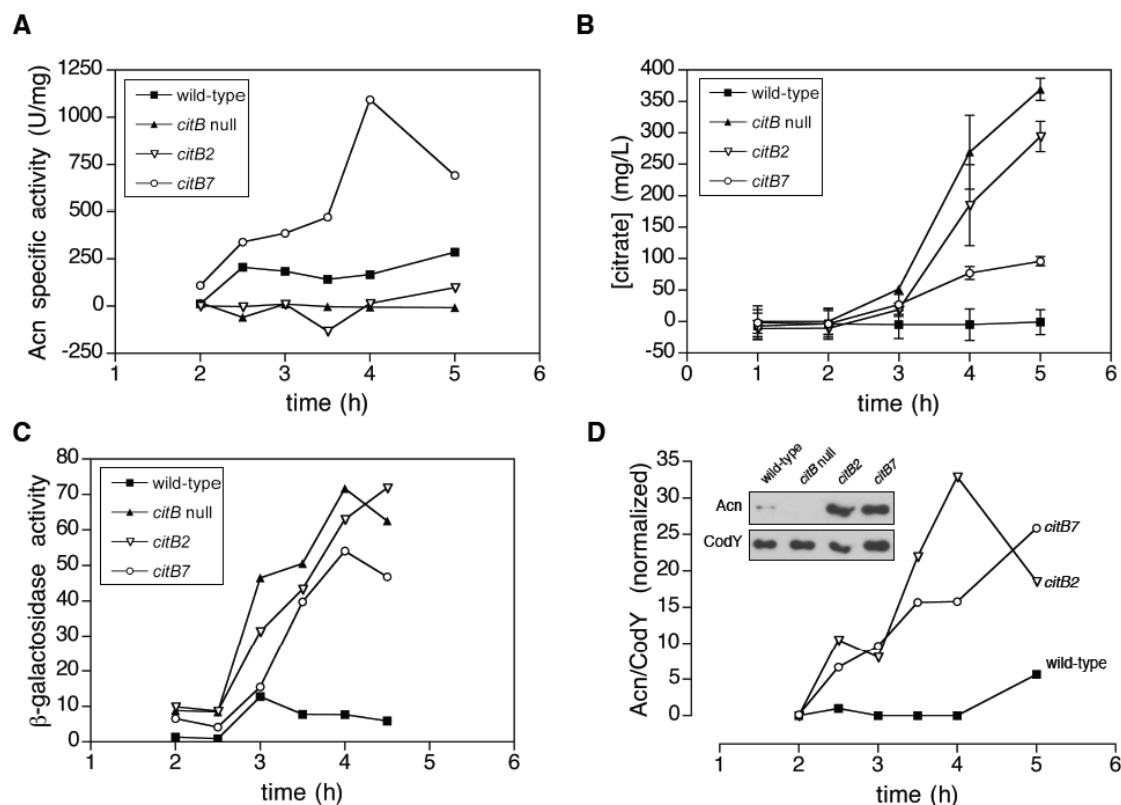 A
Acn specific activity (U/mg)
1250
1000
750
500
250
0
-250
wild-type
citB null
citB2
citB7
1 2 3 4 5 6
time (h)
B
[citrate] (mg/L)
400
350
300
250
200
150
100
50
0
-50
wild-type
citB null
citB2
citB7
0 1 2 3 4 5 6
time (h)
C
β-galactosidase activity
80
70
60
50
40
30
20
10
0
wild-type
citB null
citB2
citB7
1 2 3 4 5 6
time (h)
D
Acn/CodY (normalized)
35
30
25
20
15
10
5
0
wild-type citB null citB2 citB7
Acn
CodY
citB7
citB2
wild-type
1 2 3 4 5 6
time (h)